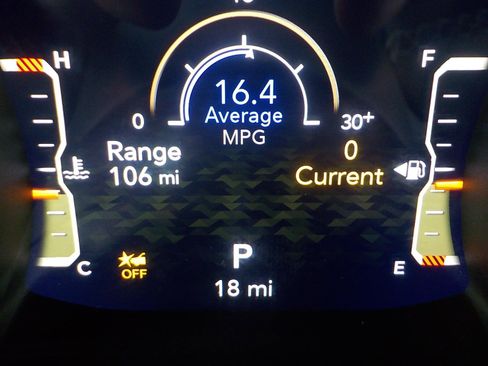 H
F
16.4
Average
MPG
0
30+
Range
106 mi
0
Current
C
OFF
P
E
18 mi